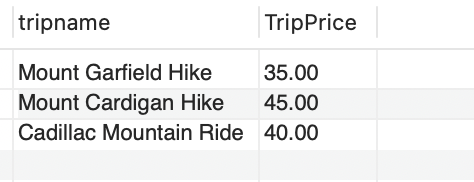 tripname TripPrice
Mount Garfield Hike 35.00
Mount Cardigan Hike 45.00
Cadillac Mountain Ride 40.00